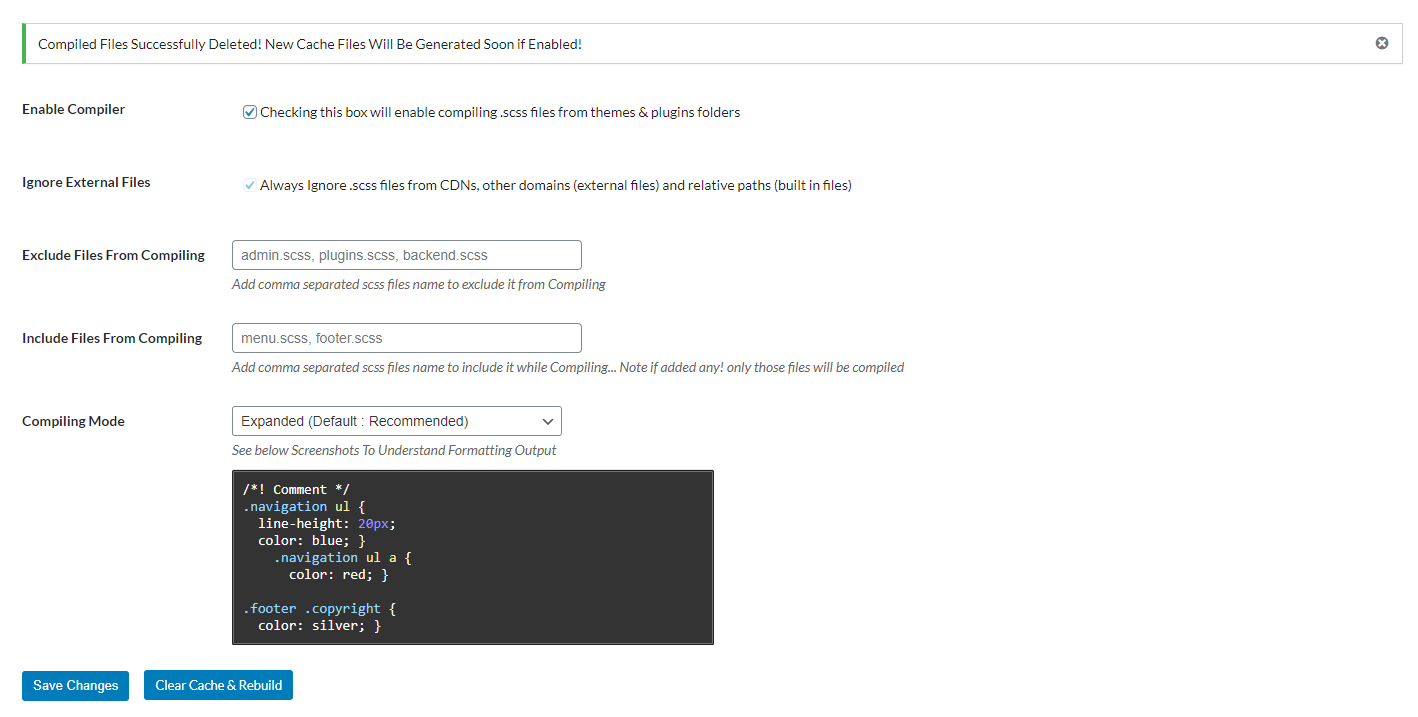 Compiled Files Successfully Deleted! New Cache Files Will Be Generated Soon if Enabled!
Enable Compiler
Checking this box will enable compiling .scss files from themes & plugins folders
Ignore External Files
Always Ignore .scss files from CDNs, other domains (external files) and relative paths (built in files)
Exclude Files From Compiling
admin.scss, plugins.scss, backend.scss
Add comma separated scss files name to exclude it from Compiling
Include Files From Compiling
menu.scss, footer.scss
Add comma separated scss files name to include it while Compiling... Note if added any! only those files will be compiled
Compiling Mode
Expanded (Default : Recommended)
See below Screenshots To Understand Formatting Output
/*! Comment */
.navigation ul {
  line-height: 20px;
  color: blue; }
    .navigation ul a {
      color: red; }

.footer .copyright {
  color: silver; }
Save Changes
Clear Cache & Rebuild